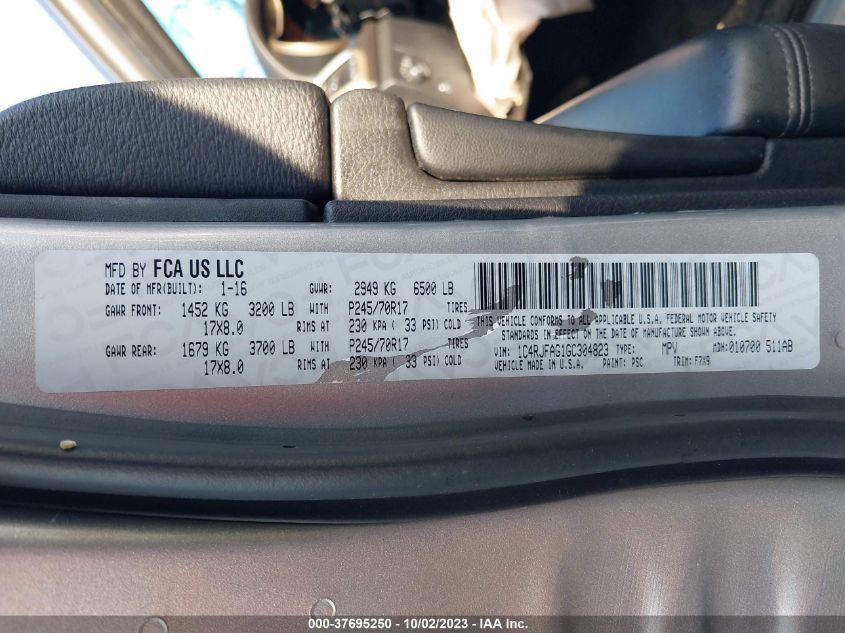 MFD BY FCA US LLC
DATE OF MFR(BUILT): 1-16 GVWR: 2949 KG 6500 LB
GAWR FRONT: 1452 KG 3200 LB WITH P245/70R17 TIRES
17X8.0 RIMS AT 230 KPA ( 33 PSI) COLD
GAWR REAR: 1679 KG 3700 LB WITH P245/70R17 TIRES
17X8.0 RIMS AT 230 KPA ( 33 PSI) COLD
THIS VEHICLE CONFORMS TO ALL APPLICABLE U.S.A. FEDERAL MOTOR VEHICLE SAFETY
STANDARDS IN EFFECT ON THE DATE OF MANUFACTURE SHOWN ABOVE.
VIN: 1C4RJFAG1GC304823 TYPE: MPV MDH: 010700 511AB
VEHICLE MADE IN U.S.A. PAINT: PSC TRIM: F7X9
000-37695250 - 10/02/2023 - IAA Inc.